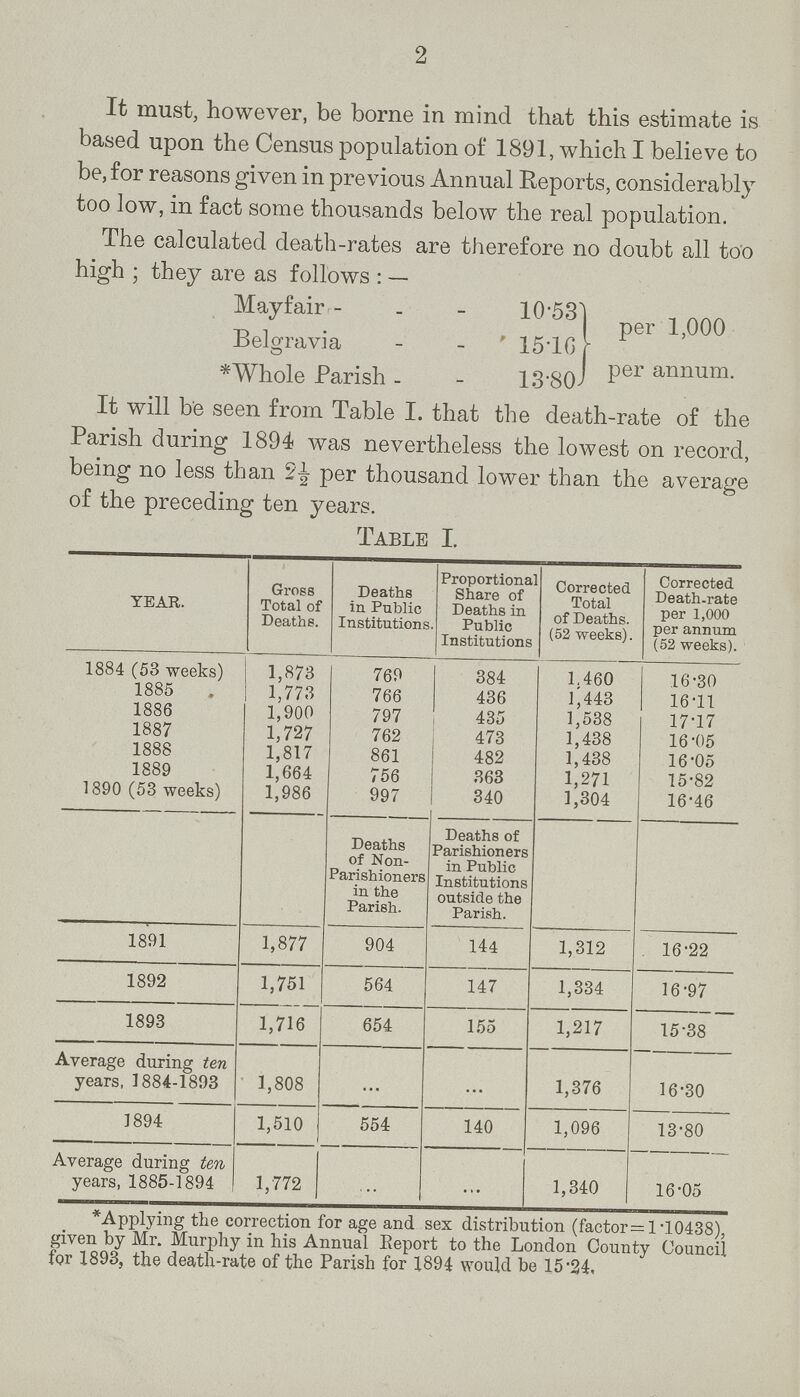 2
It must, however, be borne in mind that this estimate is
based upon the Census population of 1891, which I believe to
be, for reasons given in previous Annual Reports, considerably
too low, in fact some thousands below the real population.
The calculated death-rates are therefore no doubt all too
high ; they are as follows : —
Mayfair - - - 10·53
Belgravia - - 15·16
*Whole Parish - - 13·80
per 1,000
per annum.
It will be seen from Table I. that the death-rate of the
Parish during 1894 was nevertheless the lowest on record,
being no less than 2½ per thousand lower than the average
of the preceding ten years.
TABLE I.
YEAR. | Gross Total of Deaths. | Deaths in Public Institutions. | Proportional Share of Deaths in Public Institutions | Corrected Total of Deaths. (52 weeks). | Corrected Death-rate per 1,000 per annum (52 weeks).
1884 (53 weeks) 1,873 769 384 1,460 16·30
1885 1,773 766 436 1,443 16·11
1886 1,900 797 435 1,538 17·17
1887 1,727 762 473 1,438 16·05
1888 1,817 861 482 1,438 16·05
1889 1,664 756 363 1,271 15·82
1890 (53 weeks) 1,986 997 340 1,304 16·46
Deaths of Non-Parishioners in the Parish. | Deaths of Parishioners in Public Institutions outside the Parish.
1891 1,877 904 144 1,312 16·22
1892 1,751 564 147 1,334 16·97
1893 1,716 654 155 1,217 15·38
Average during ten
years, 1884-1893 1,808 ... ... 1,376 16·30
1894 1,510 554 140 1,096 13·80
Average during ten
years, 1885-1894 1,772 ... ... 1,340 16·05
*Applying the correction for age and sex distribution (factor=1·10438),
given by Mr. Murphy in his Annual Report to the London County Council
for 1893, the death-rate of the Parish for 1894 would be 15·24.